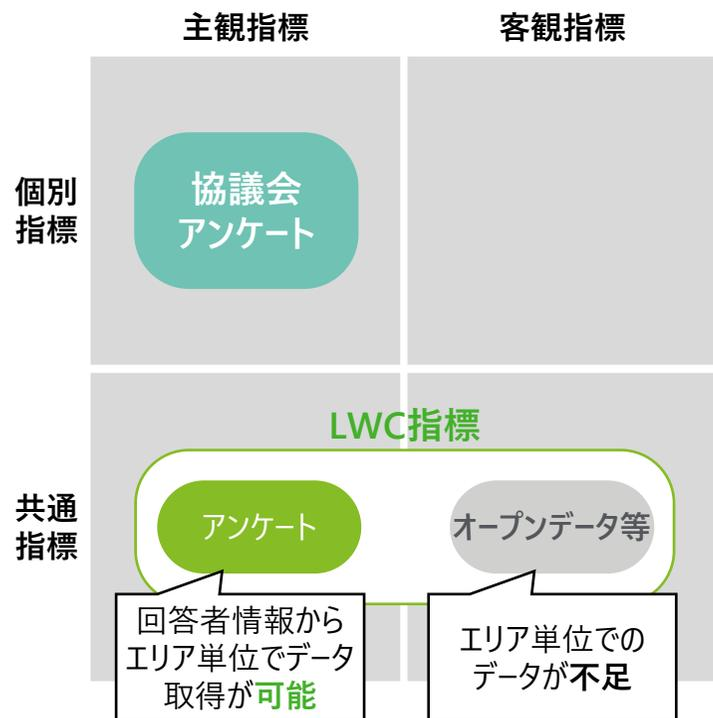 主観指標
客観指標
個別
指標
協議会
アンケート
共通
指標
LWC指標
アンケート
オープンデータ等
回答者情報から
エリア単位でデータ
取得が可能
エリア単位での
データが不足